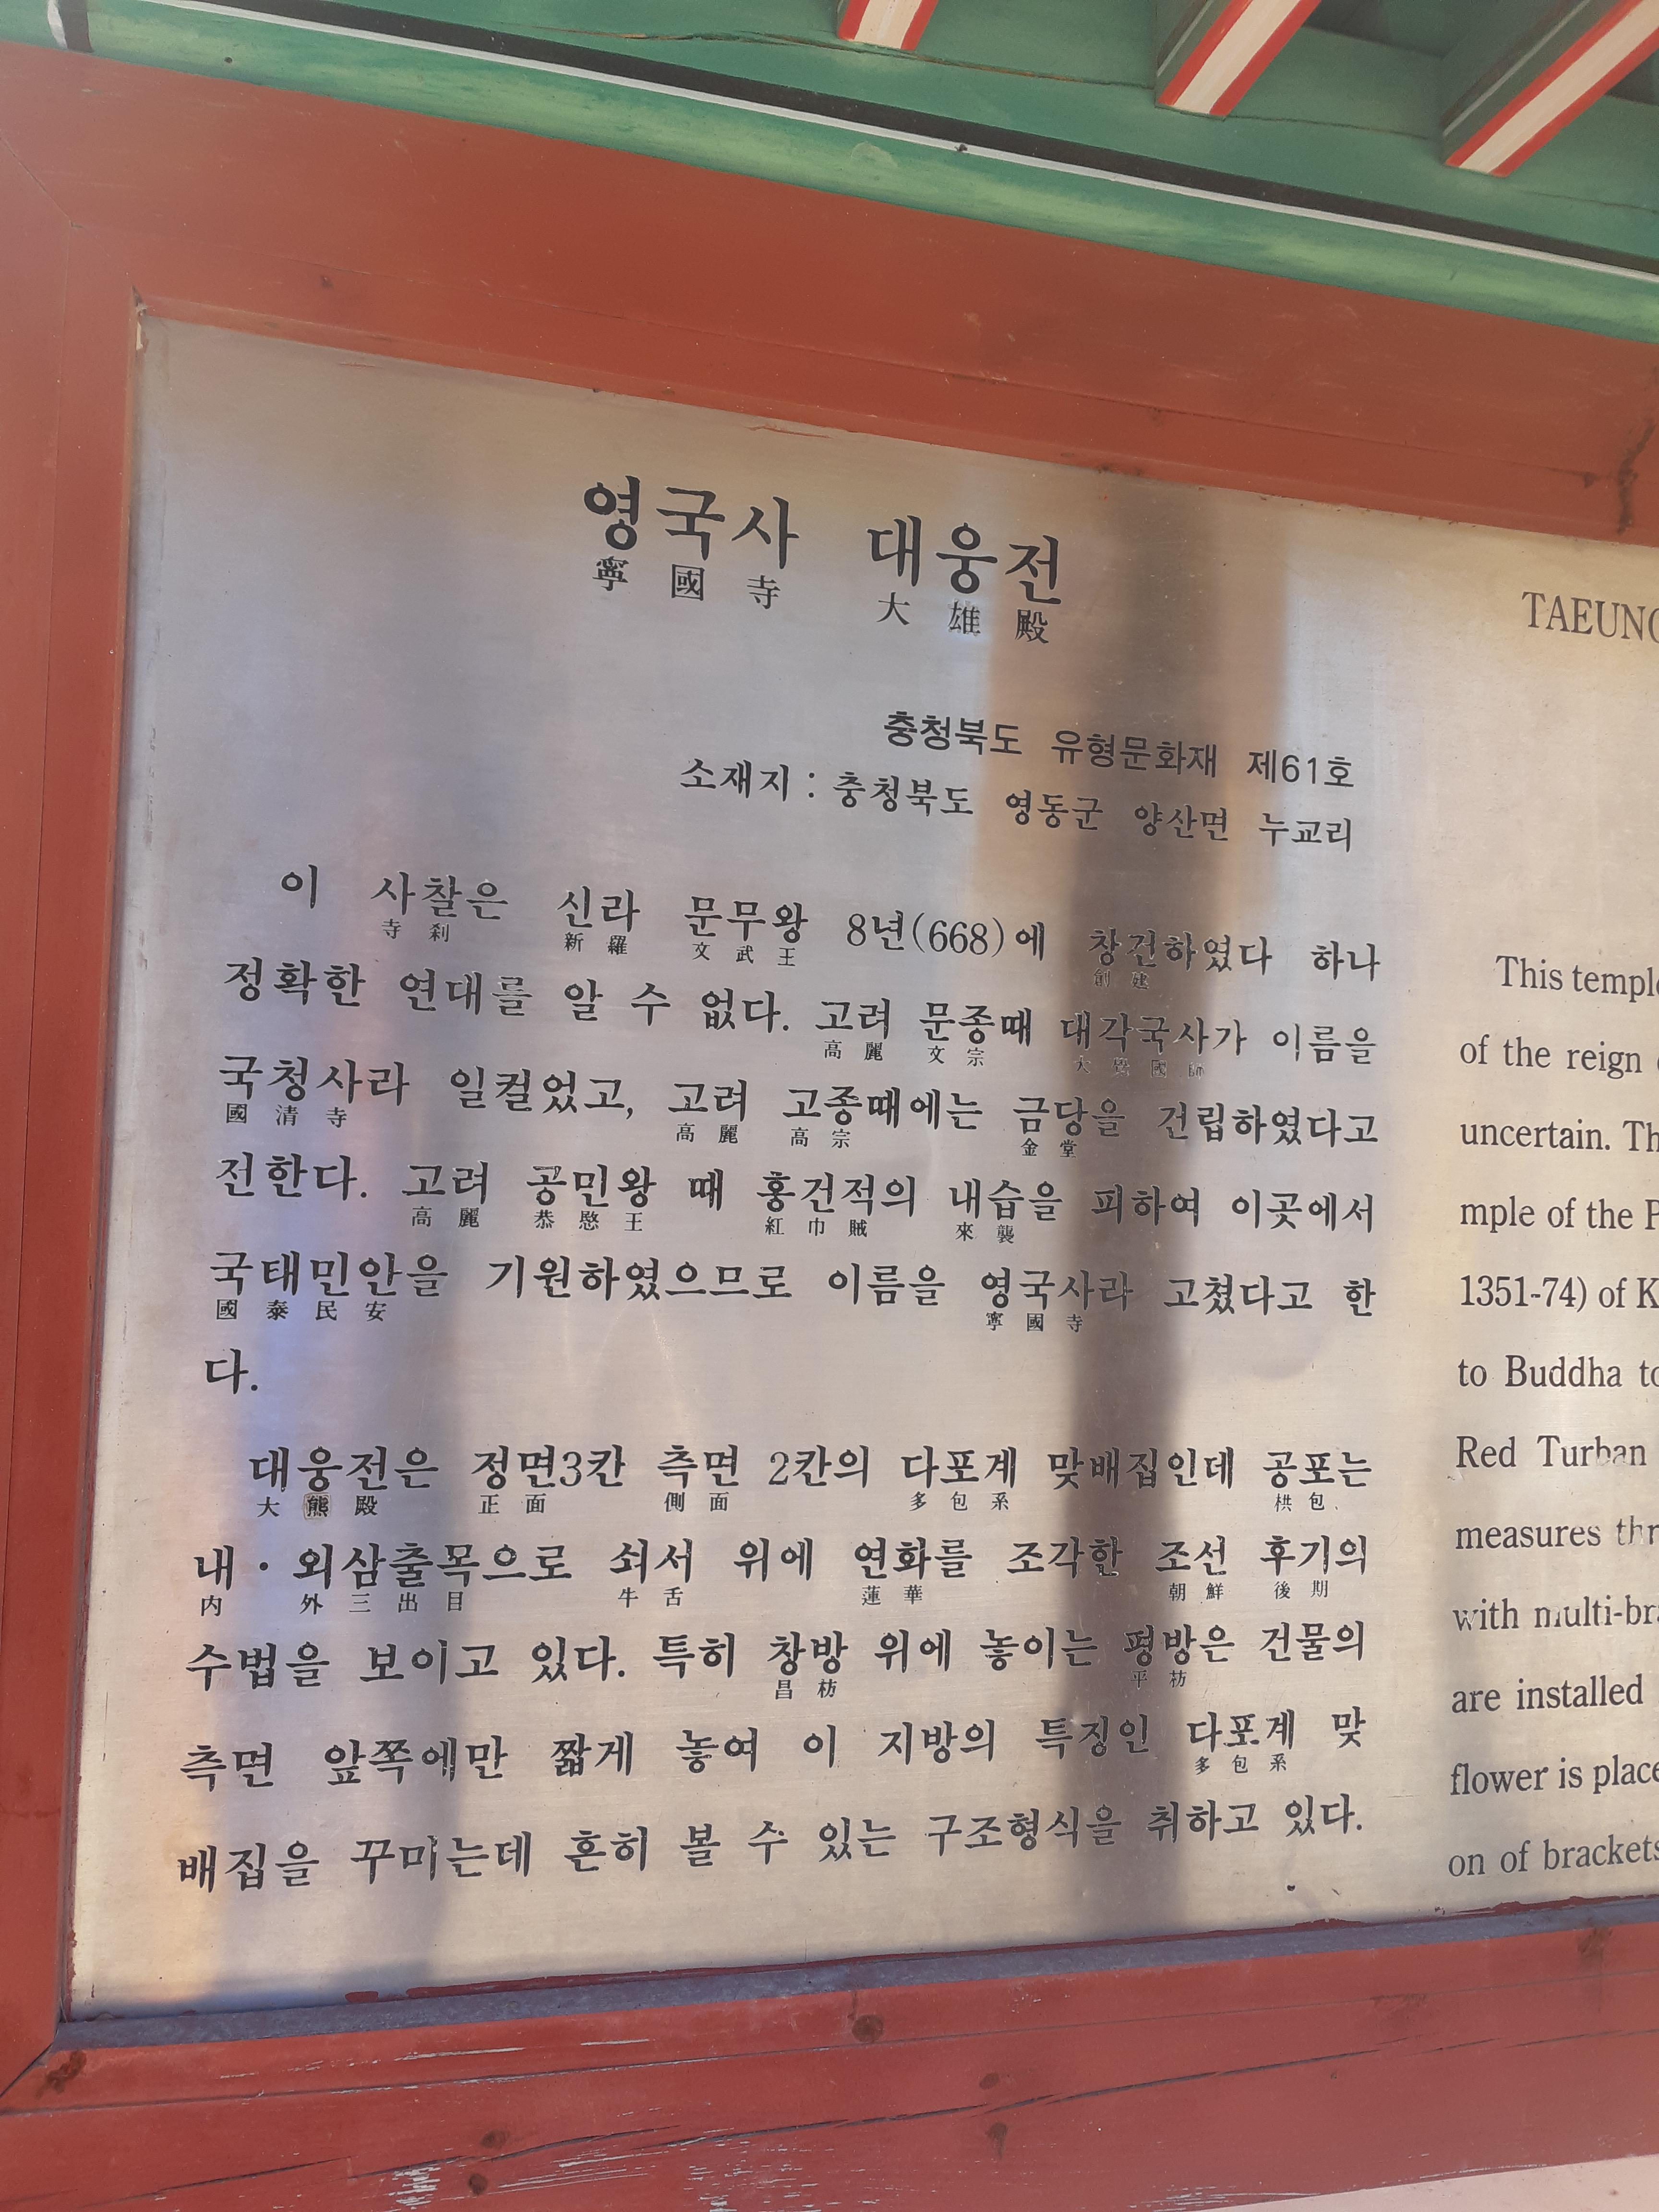 영국사 대웅전
寧 國 寺 大 雄 殿
충청북도 유형문화재 제61호
소재지 : 충청북도 영동군 양산면 누교리
이 사찰은 신라 문무왕 8년(668)에 창건하였다 하나
寺 刹 新 羅 文 武 王 創 建
정확한 연대를 알 수 없다. 고려 문종때 대각국사가 이름을
高 麗 文 宗 大 覺 國 師
국청사라 일컬었고, 고려 고종때에는 금당을 건립하였다고
國 清 寺 高 麗 高 宗 金 堂
전한다. 고려 공민왕 때 홍건적의 내습을 피하여 이곳에서
高 麗 恭 愍 王 紅 巾 賊 來 襲
국태민안을 기원하였으므로 이름을 영국사라 고쳤다고 한
國 泰 民 安 寧 國 寺
다.
대웅전은 정면3칸 측면 2칸의 다포계 맞배집인데 공포는
大 熊 殿 正 面 側 面 多 包 系 栱 包
내 · 외삼출목으로 쇠서 위에 연화를 조각한 조선 후기의
内 外 三 出 目 牛 舌 蓮 華 朝 鮮 後 期
수법을 보이고 있다. 특히 창방 위에 놓이는 평방은 건물의
昌 枋 平 枋
측면 앞쪽에만 짧게 놓여 이 지방의 특징인 다포계 맞
多 包 系
배집을 꾸미는데 흔히 볼 수 있는 구조형식을 취하고 있다.
This
of the reign
uncertain.
mple of the
1351-74) of
to Buddha
Red Turban
measures
with
are installed
flower is
on of